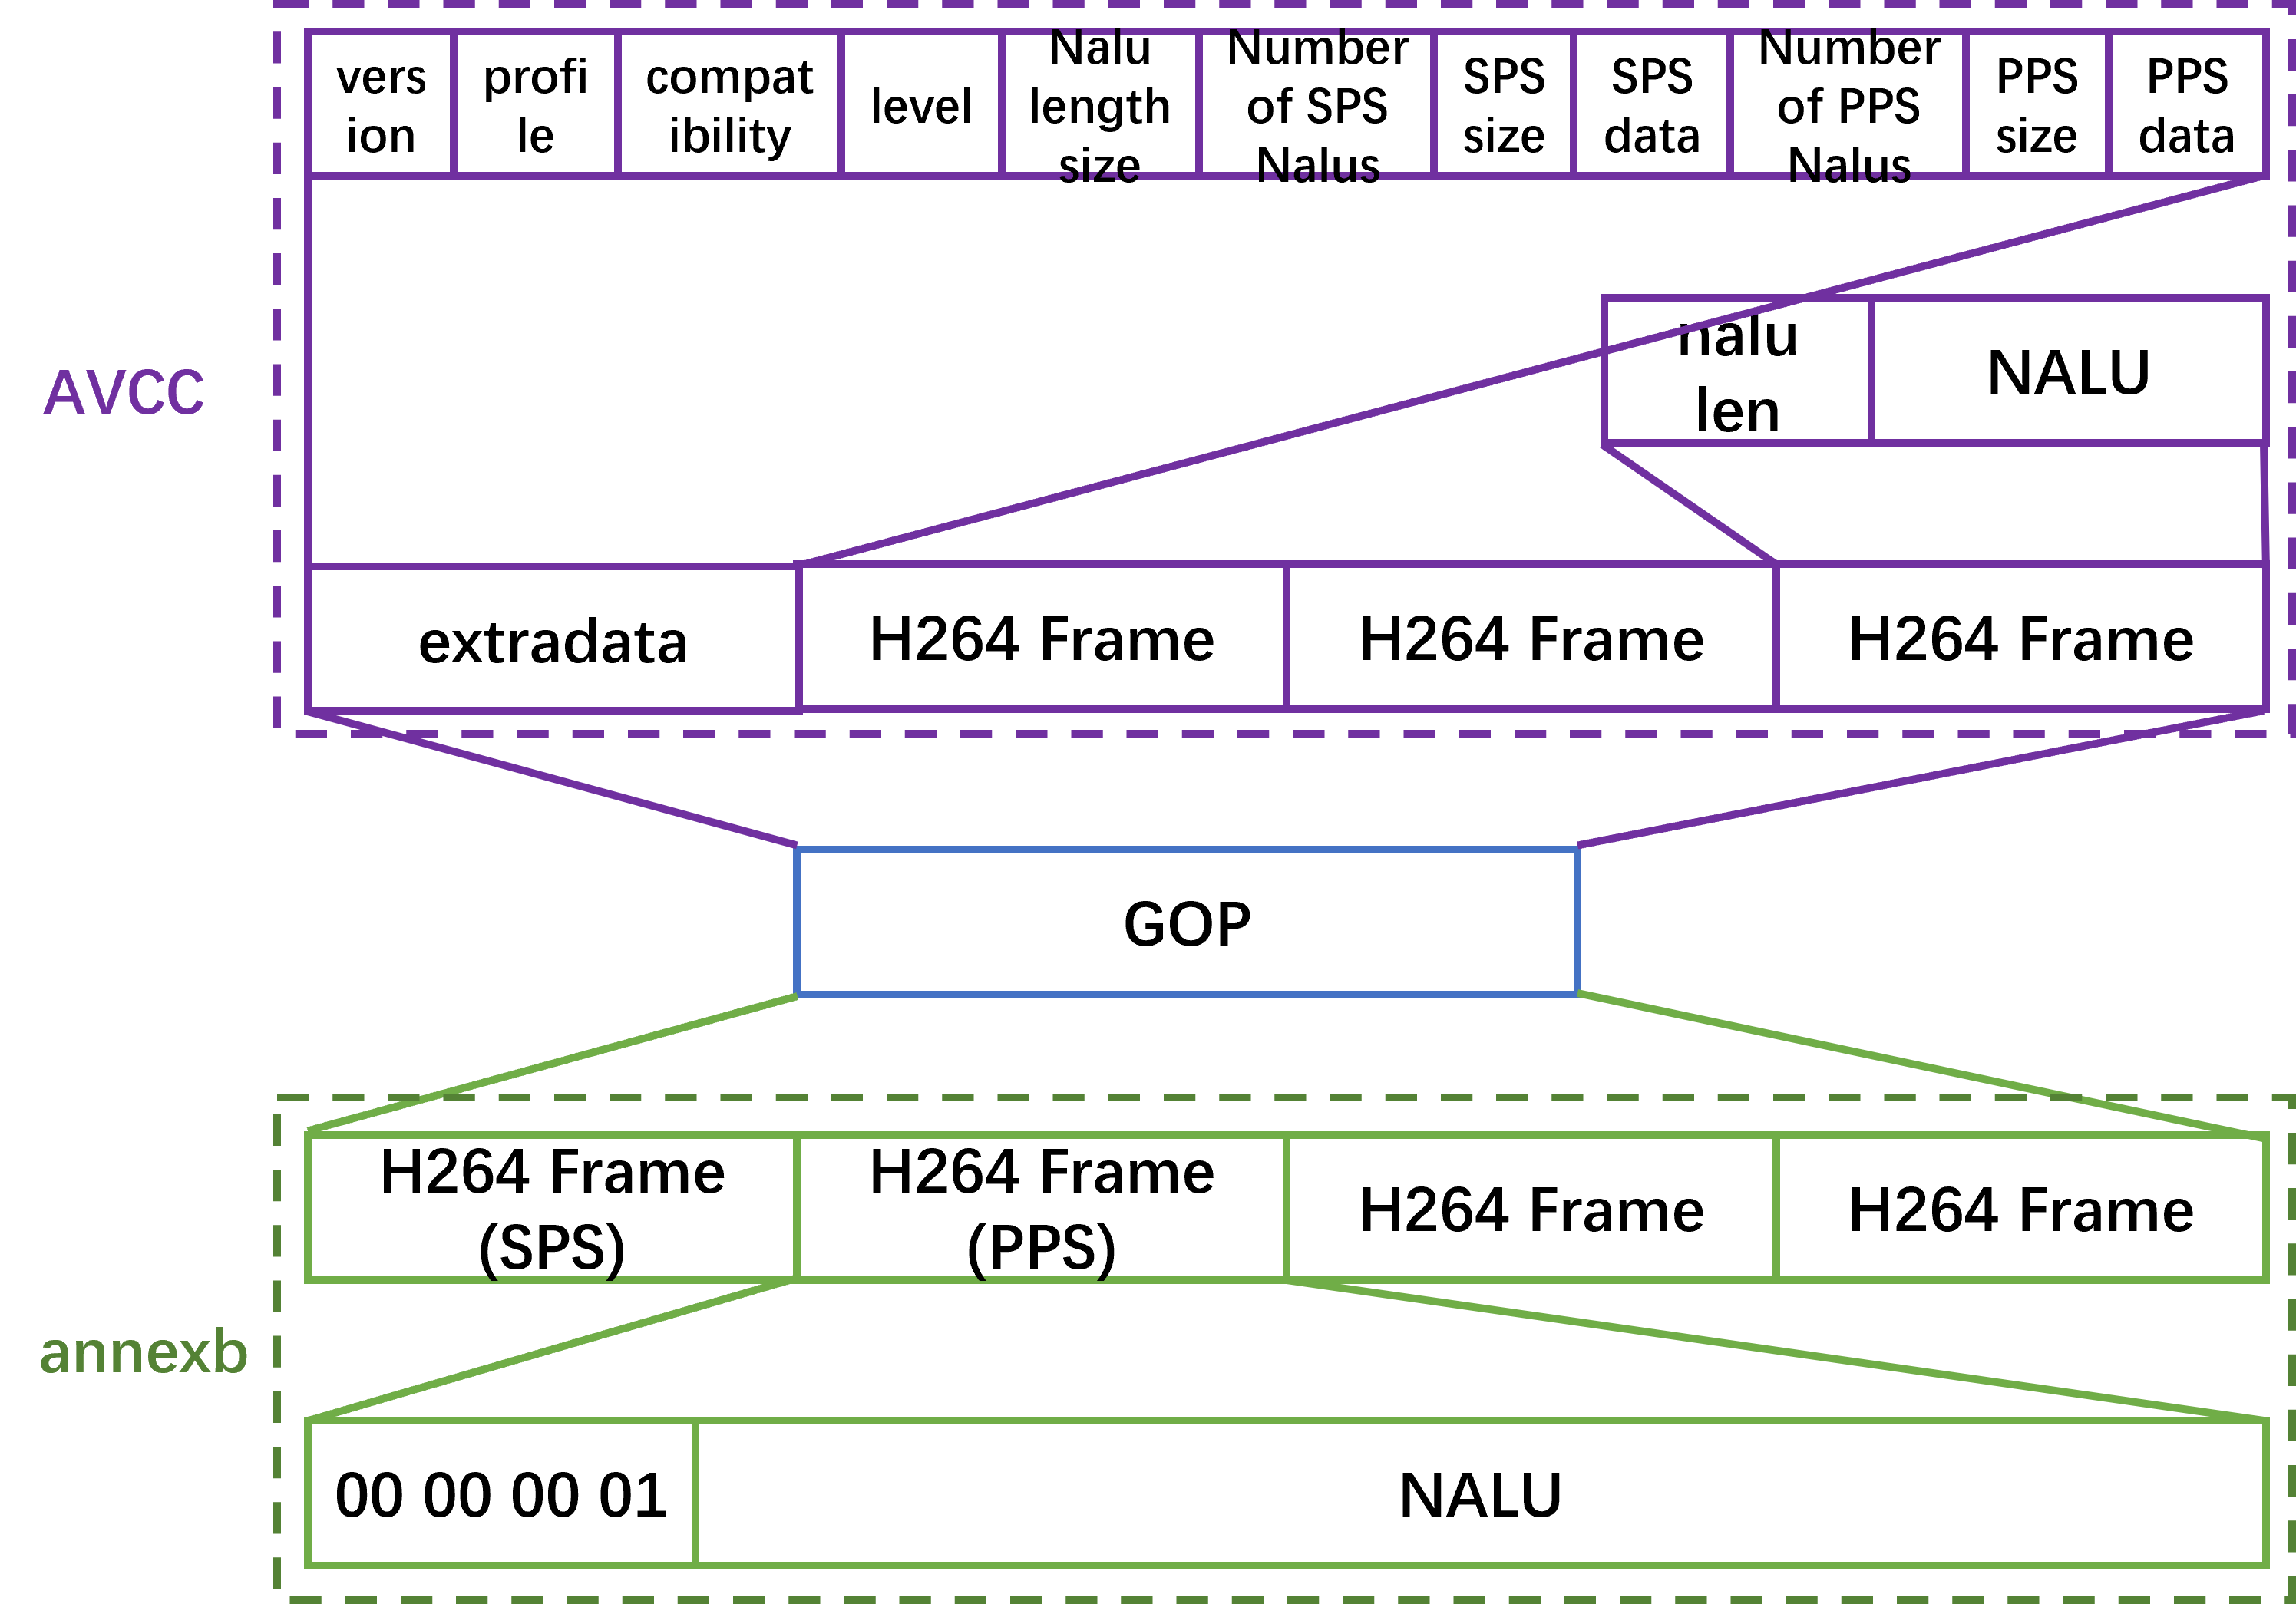 vers
ion
profi
le
compat
ibility
level
Nalu
length
size
Number
of SPS
Nalus
SPS
size
SPS
data
Number
of PPS
Nalus
PPS
size
PPS
data
AVCC
nalu
len
NALU
extradata
H264 Frame
H264 Frame
H264 Frame
GOP
H264 Frame
(SPS)
H264 Frame
(PPS)
H264 Frame
H264 Frame
annexb
00 00 00 01
NALU